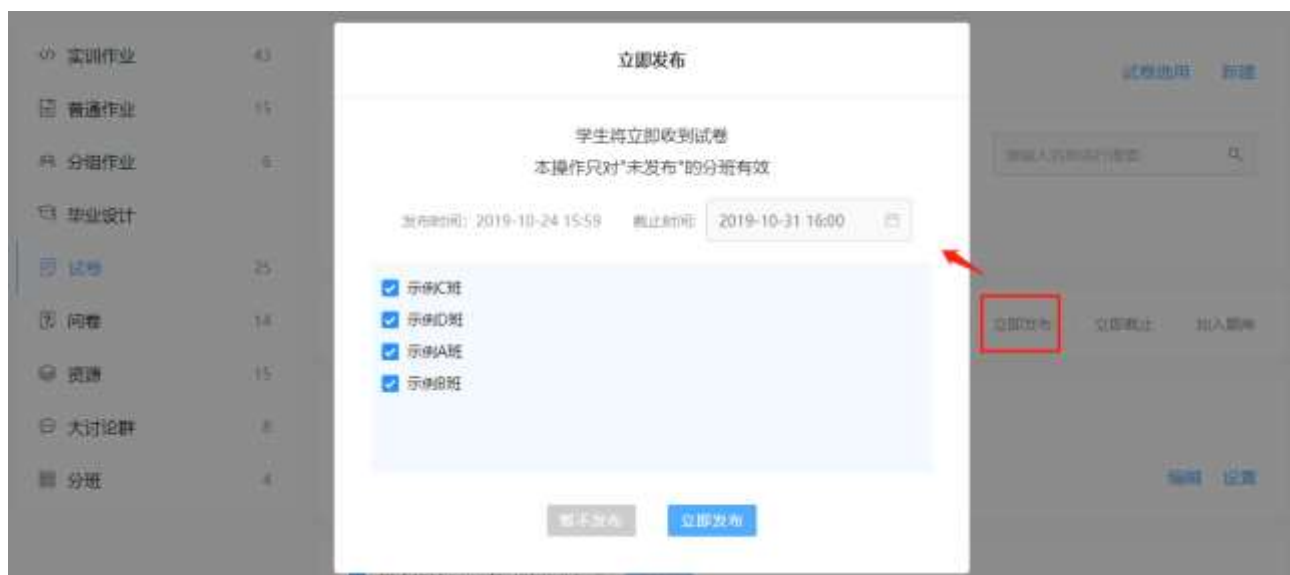 实训作业 43
普通作业 15
分组作业 6
毕业设计
试卷 25
问卷 14
资源 15
大讨论群 8
分班 4
试卷选用 新建
立即发布
学生将立即收到试卷
本操作只对"未发布"的分班有效
发布时间: 2019-10-24 15:59 截止时间: 2019-10-31 16:00
示例C班
示例D班
示例A班
示例B班
暂不发布 立即发布
立即发布 立即截止 加入题库
编辑 设置